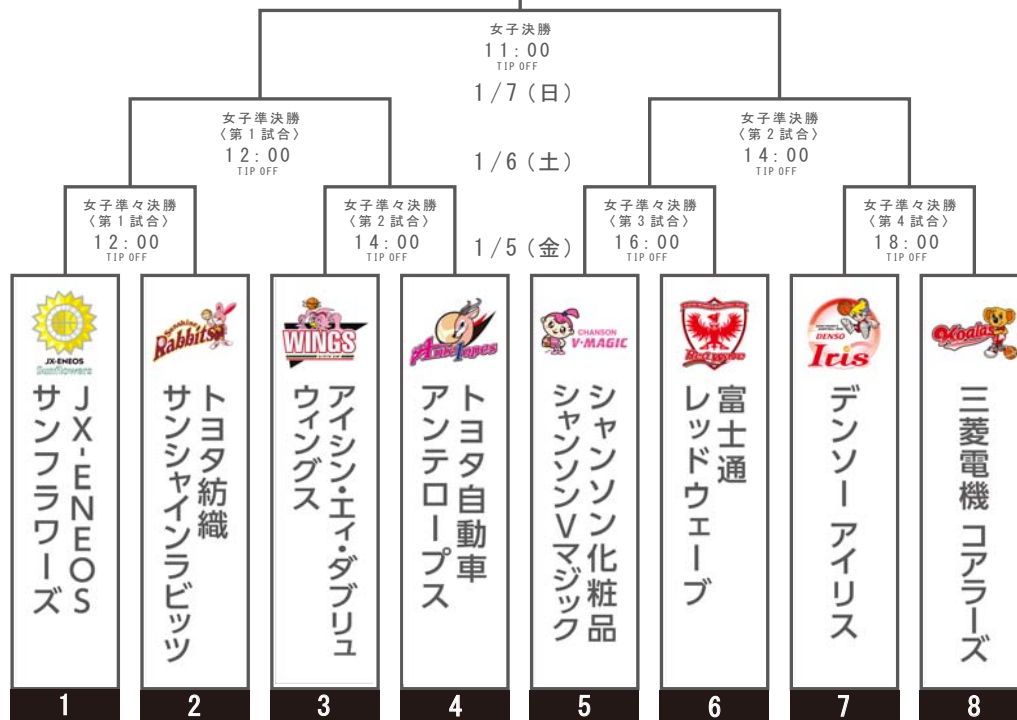 女子決勝
11:00
TIP OFF
1/7（日）
女子準決勝
〈第1試合〉
12:00
TIP OFF
女子準決勝
〈第2試合〉
14:00
TIP OFF
1/6（土）
女子準々決勝
〈第1試合〉
12:00
TIP OFF
女子準々決勝
〈第2試合〉
14:00
TIP OFF
1/5（金）
女子準々決勝
〈第3試合〉
16:00
TIP OFF
女子準々決勝
〈第4試合〉
18:00
TIP OFF
JX-ENEOS
Sunflowers
JX-ENEOS
サンフラワーズ
1
Sunshine
Rabbits
トヨタ紡織
サンシャインラビッツ
2
WINGS
アイシン・エィ・ダブリュ
ウィングス
3
Antelopes
トヨタ自動車
アンテロープス
4
CHANSON
V・MAGIC
シャンソン化粧品
シャンソンVマジック
5
Red Wave
富士通
レッドウェーブ
6
DENSO
Iris
デンソー アイリス
7
Koalas
三菱電機 コアラーズ
8